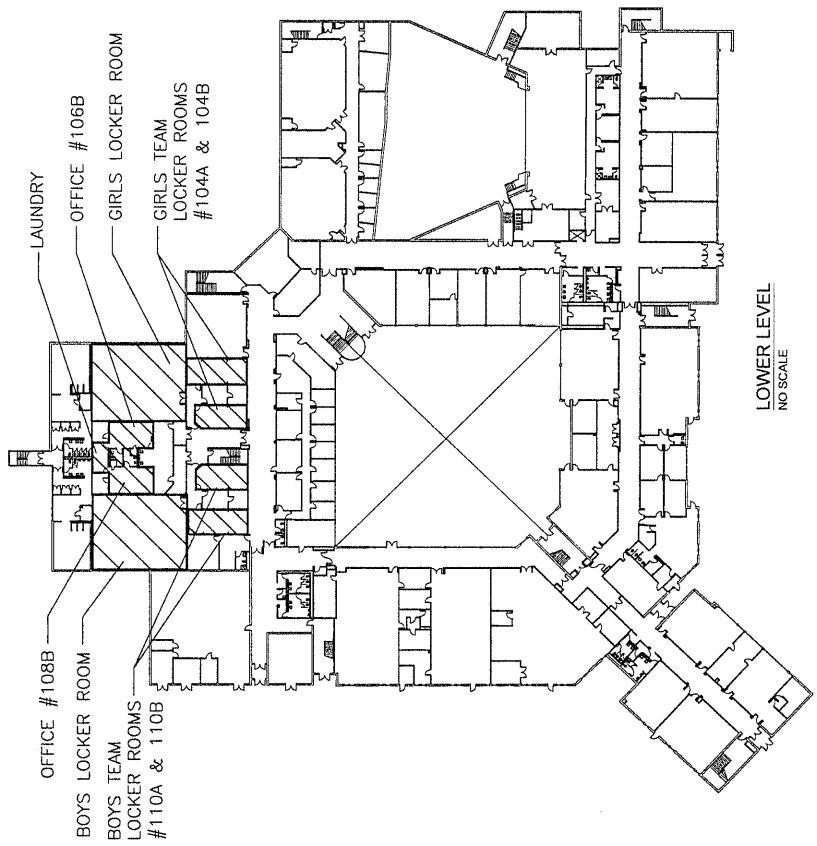 LAUNDRY
OFFICE #106B
GIRLS LOCKER ROOM
GIRLS TEAM
LOCKER ROOMS
#104A & 104B
OFFICE #108B
BOYS LOCKER ROOM
BOYS TEAM
LOCKER ROOMS
#110A & 110B
LOWER LEVEL
NO SCALE